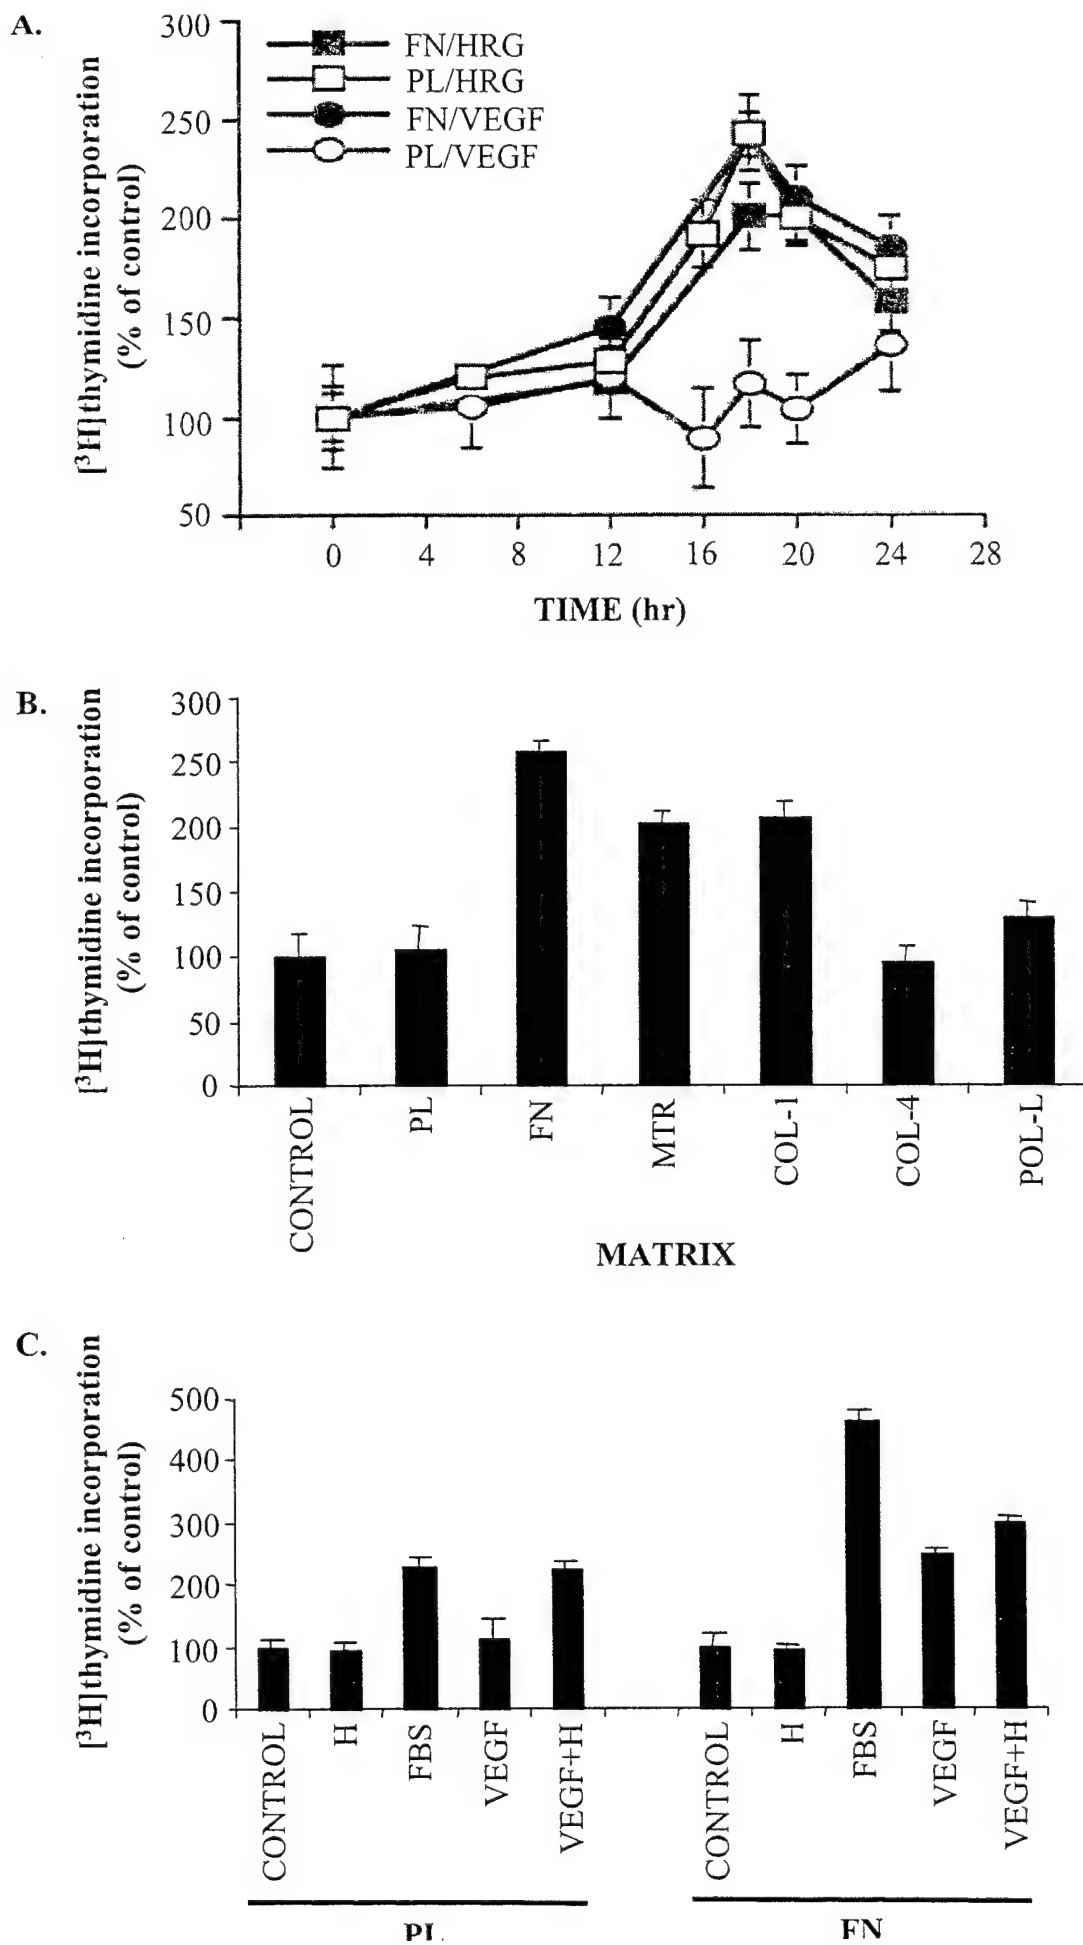 A.
[³H]thymidine incorporation
(% of control)
300
250
200
150
100
50
FN/HRG
PL/HRG
FN/VEGF
PL/VEGF
0 4 8 12 16 20 24 28
TIME (hr)
B.
[³H]thymidine incorporation
(% of control)
300
250
200
150
100
50
0
CONTROL
PL
FN
MTR
COL-1
COL-4
POL-L
MATRIX
C.
[³H]thymidine incorporation
(% of control)
500
400
300
200
100
0
CONTROL
H
FBS
VEGF
VEGF+H
CONTROL
H
FBS
VEGF
VEGF+H
PL
FN